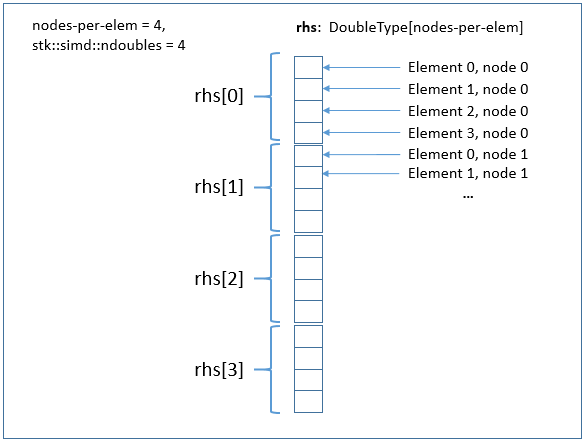 nodes-per-elem = 4,
stk::simd::ndoubles = 4
rhs: DoubleType[nodes-per-elem]
rhs[0]
Element 0, node 0
Element 1, node 0
Element 2, node 0
Element 3, node 0
rhs[1]
Element 0, node 1
Element 1, node 1
...
rhs[2]
rhs[3]